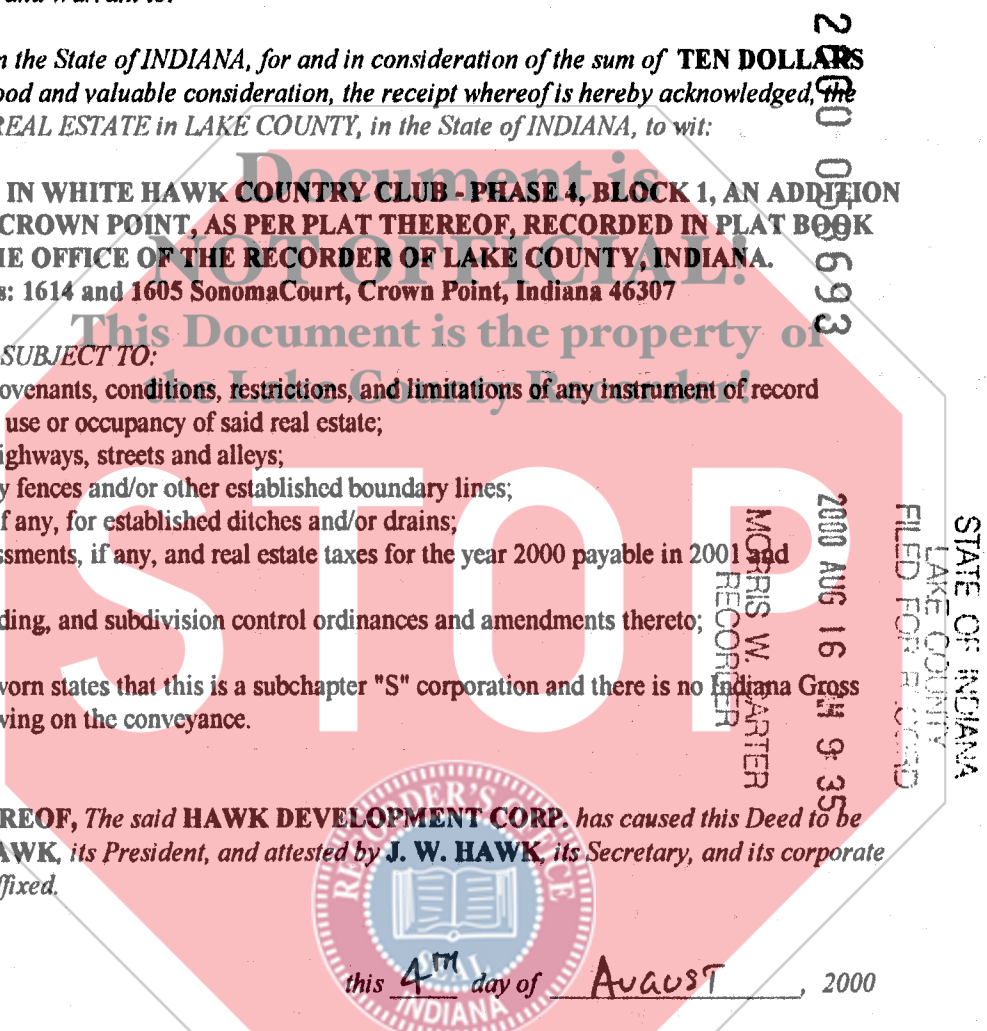 and warrant to:
n the State of INDIANA, for and in consideration of the sum of TEN DOLLARS
ood and valuable consideration, the receipt whereof is hereby acknowledged, the
REAL ESTATE in LAKE COUNTY, in the State of INDIANA, to wit:
Document is
IN WHITE HAWK COUNTRY CLUB - PHASE 4, BLOCK 1, AN ADDITION
CROWN POINT, AS PER PLAT THEREOF, RECORDED IN PLAT BOOK
NOT OFFICIAL!
IE OFFICE OF THE RECORDER OF LAKE COUNTY, INDIANA.
s: 1614 and 1605 SonomaCourt, Crown Point, Indiana 46307
This Document is the property of
SUBJECT TO:
the Lake County Recorder!
ovenants, conditions, restrictions, and limitations of any instrument of record
use or occupancy of said real estate;
ighways, streets and alleys;
y fences and/or other established boundary lines;
f any, for established ditches and/or drains;
ssments, if any, and real estate taxes for the year 2000 payable in 2001 and
STOP
ding, and subdivision control ordinances and amendments thereto;
worn states that this is a subchapter "S" corporation and there is no Indiana Gross
wing on the conveyance.
REOF, The said HAWK DEVELOPMENT CORP. has caused this Deed to be
AWK, its President, and attested by J. W. HAWK, its Secretary, and its corporate
ffixed.
SEAL
INDIANA
this 4TH day of AUGUST, 2000
2000 058693
STATE OF INDIANA
LAKE COUNTY
FILED FOR RECORD
2000 AUG 16 AM 9:35
MORRIS W. CARTER
RECORDER